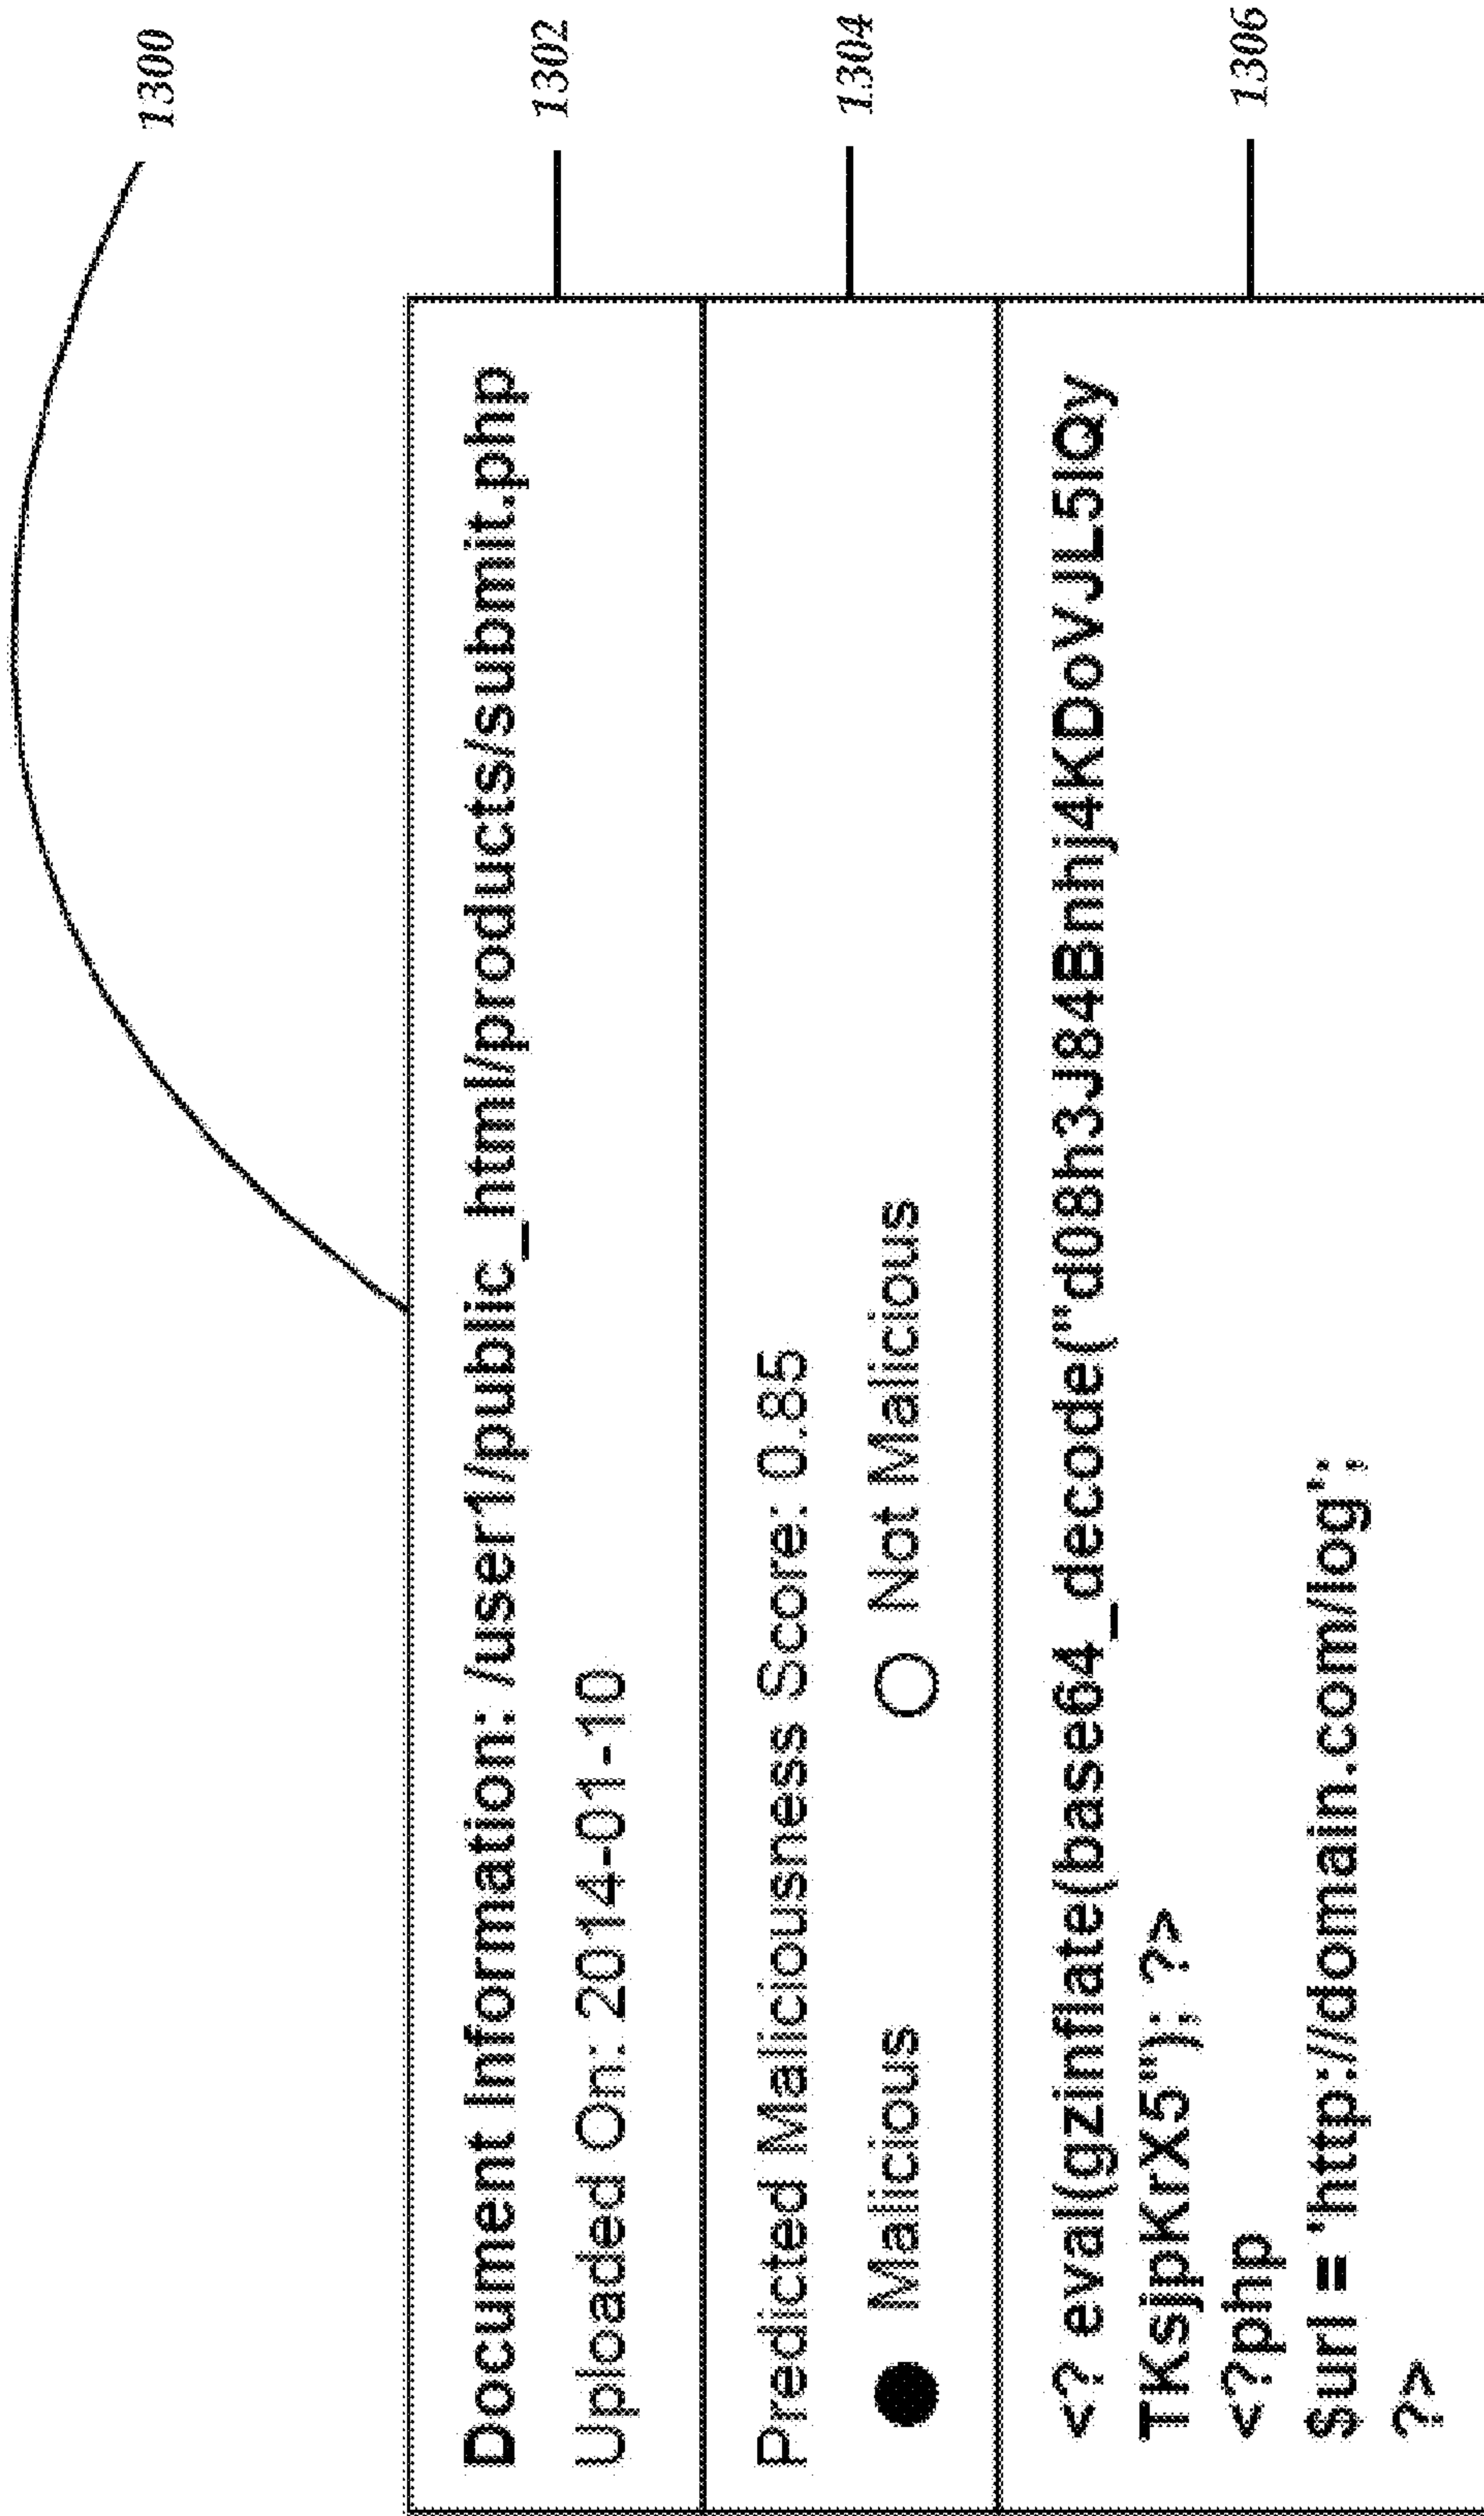 1300
Document Information: /user1/public_html/products/submit.php
Uploaded On: 2014-01-10
1302
Predicted Maliciousness Score: 0.85
Malicious Not Malicious
1304
<? eval(gzinflate(base64_decode("d08h3J84Bnhj4KDoVJL5IQy
TKsjpKrX5"); ?>
<?php
$url = 'http://domain.com/log';
?>
1306